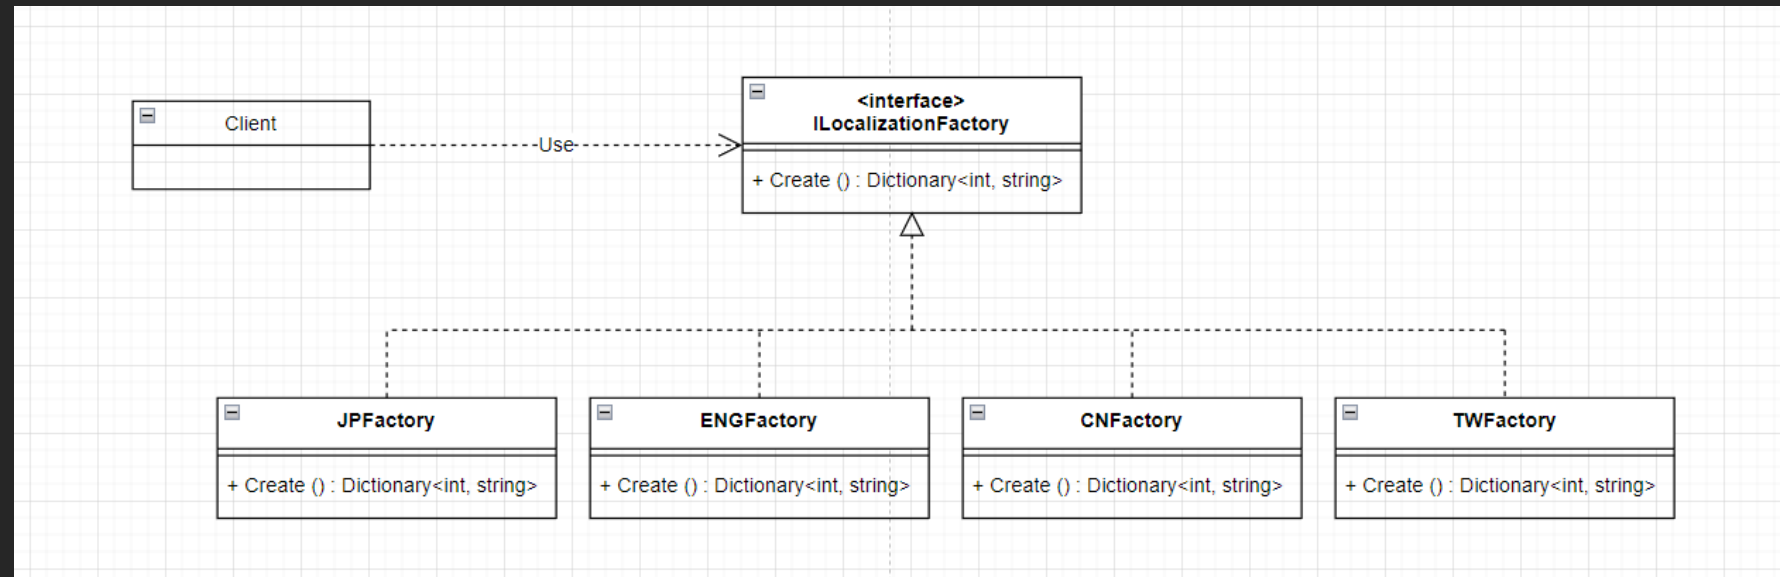 Client
Use
<interface>
ILocalizationFactory
+ Create () : Dictionary<int, string>
JPFactory
+ Create () : Dictionary<int, string>
ENGFactory
+ Create () : Dictionary<int, string>
CNFactory
+ Create () : Dictionary<int, string>
TWFactory
+ Create () : Dictionary<int, string>